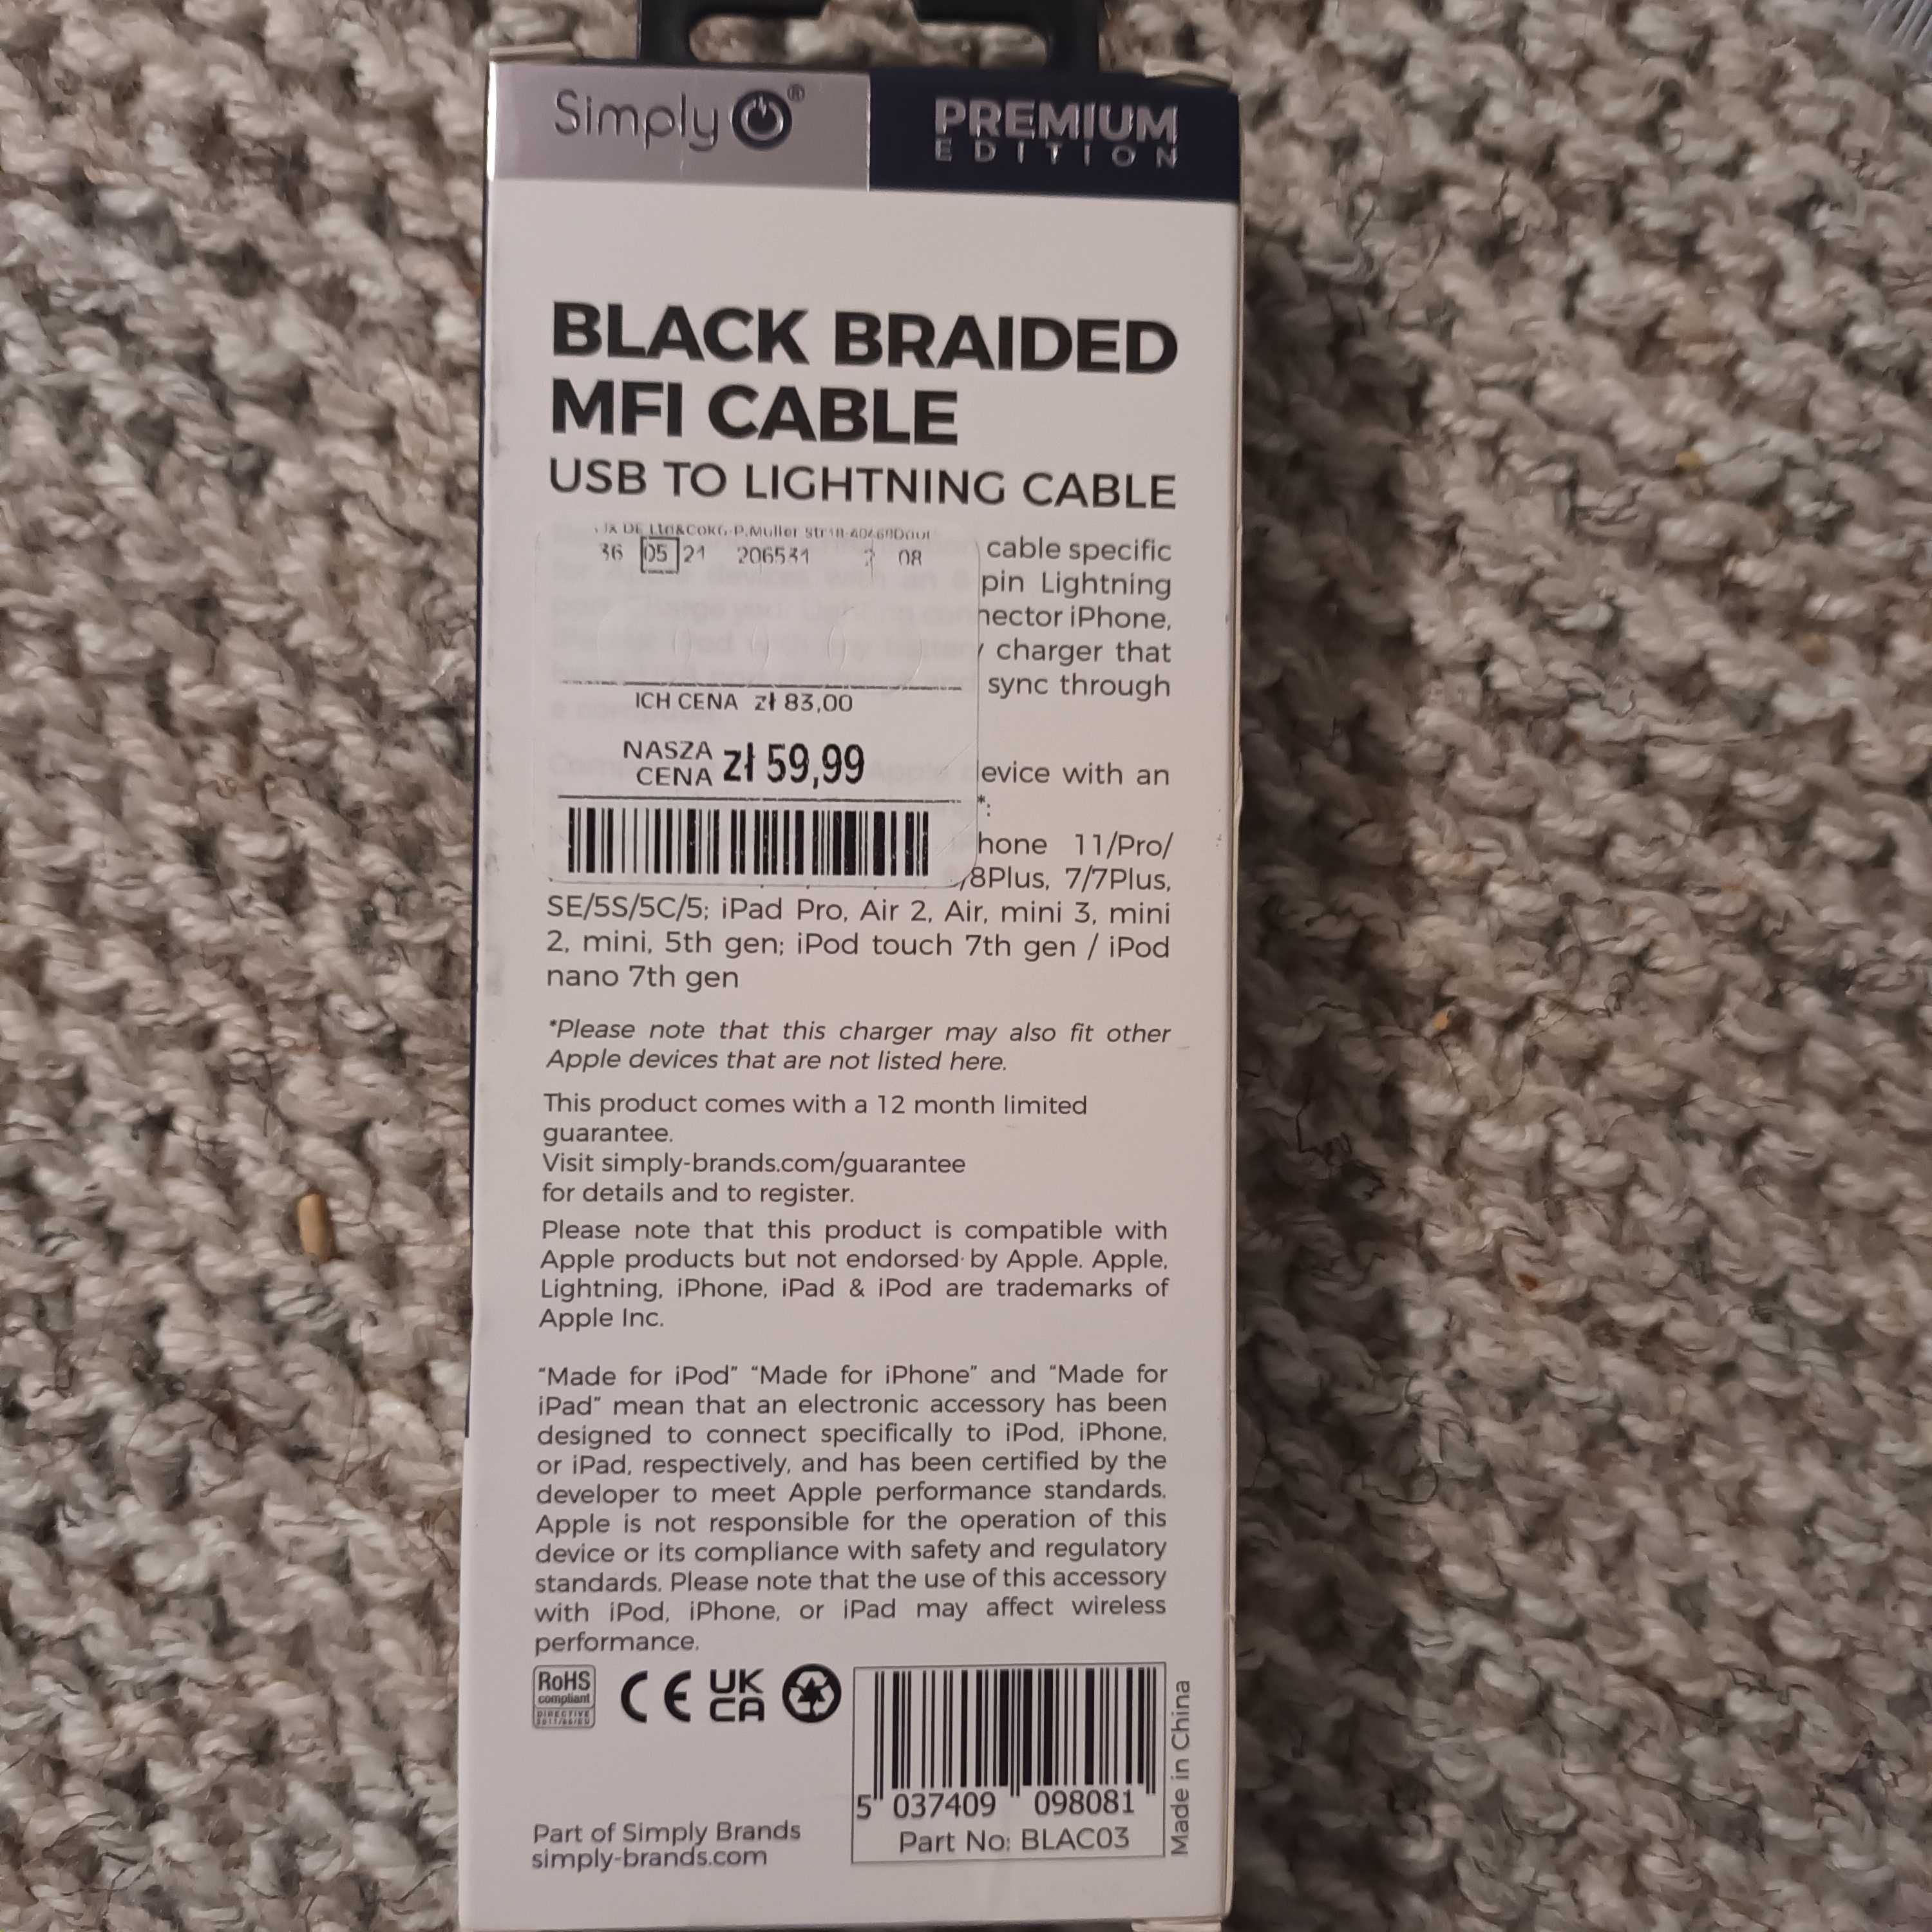 Simply ®
PREMIUM
EDITION
BLACK BRAIDED
MFI CABLE
USB TO LIGHTNING CABLE
36 05 21 206531 08
cable specific
pin Lightning
iPhone,
charger that
sync through
ICH CENA zł 83,00
NASZA
CENA zł 59,99
with an
*:
11/Pro/
/8Plus, 7/7Plus,
SE/5S/5C/5; iPad Pro, Air 2, Air, mini 3, mini
2, mini, 5th gen; iPod touch 7th gen / iPod
nano 7th gen
*Please note that this charger may also fit other
Apple devices that are not listed here.
This product comes with a 12 month limited
guarantee.
Visit simply-brands.com/guarantee
for details and to register.
Please note that this product is compatible with
Apple products but not endorsed by Apple. Apple,
Lightning, iPhone, iPad & iPod are trademarks of
Apple Inc.
“Made for iPod” “Made for iPhone” and “Made for
iPad” mean that an electronic accessory has been
designed to connect specifically to iPod, iPhone,
or iPad, respectively, and has been certified by the
developer to meet Apple performance standards.
Apple is not responsible for the operation of this
device or its compliance with safety and regulatory
standards. Please note that the use of this accessory
with iPod, iPhone, or iPad may affect wireless
performance.
RoHS
compliant
DIRECTIVE
CE UK
CA
5 037409 098081
Part No: BLAC03
Made in China
Part of Simply Brands
simply-brands.com